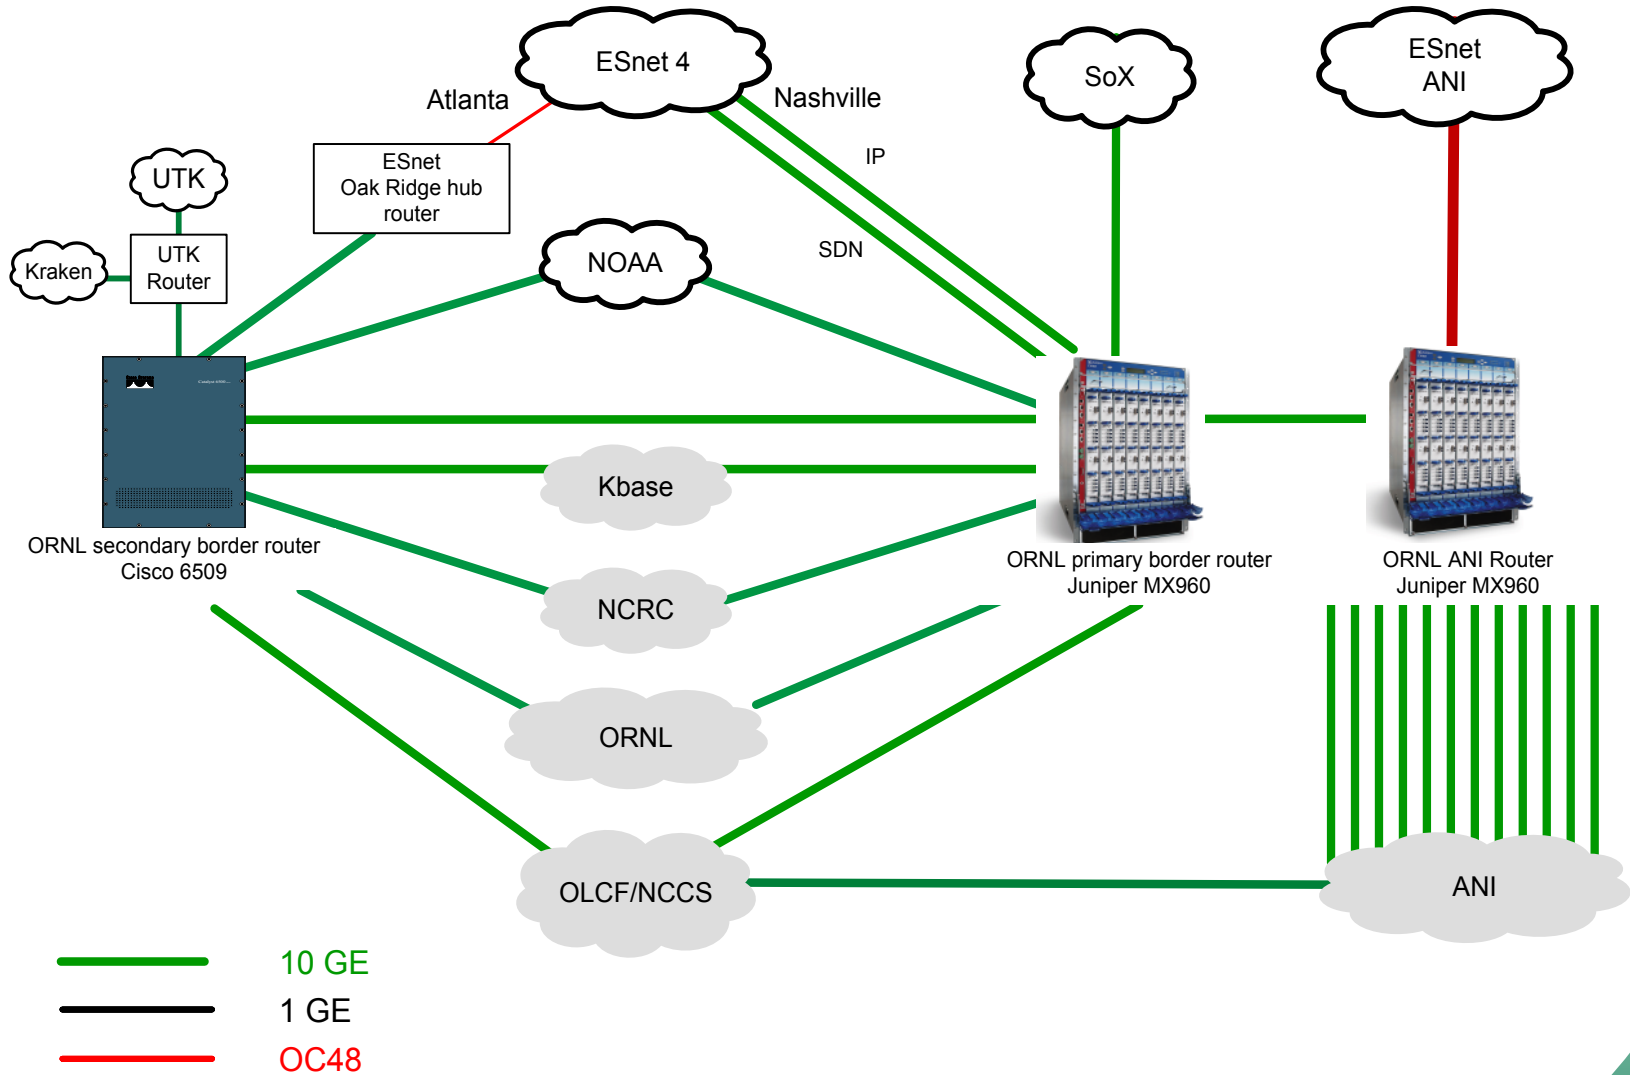 ESnet 4
SoX
ESnet
ANI
Atlanta
Nashville
IP
SDN
ESnet
Oak Ridge hub
router
UTK
Kraken
UTK
Router
NOAA
Kbase
ORNL secondary border router
Cisco 6509
ORNL primary border router
Juniper MX960
ORNL ANI Router
Juniper MX960
NCRC
ORNL
OLCF/NCCS
ANI
10 GE
1 GE
OC48